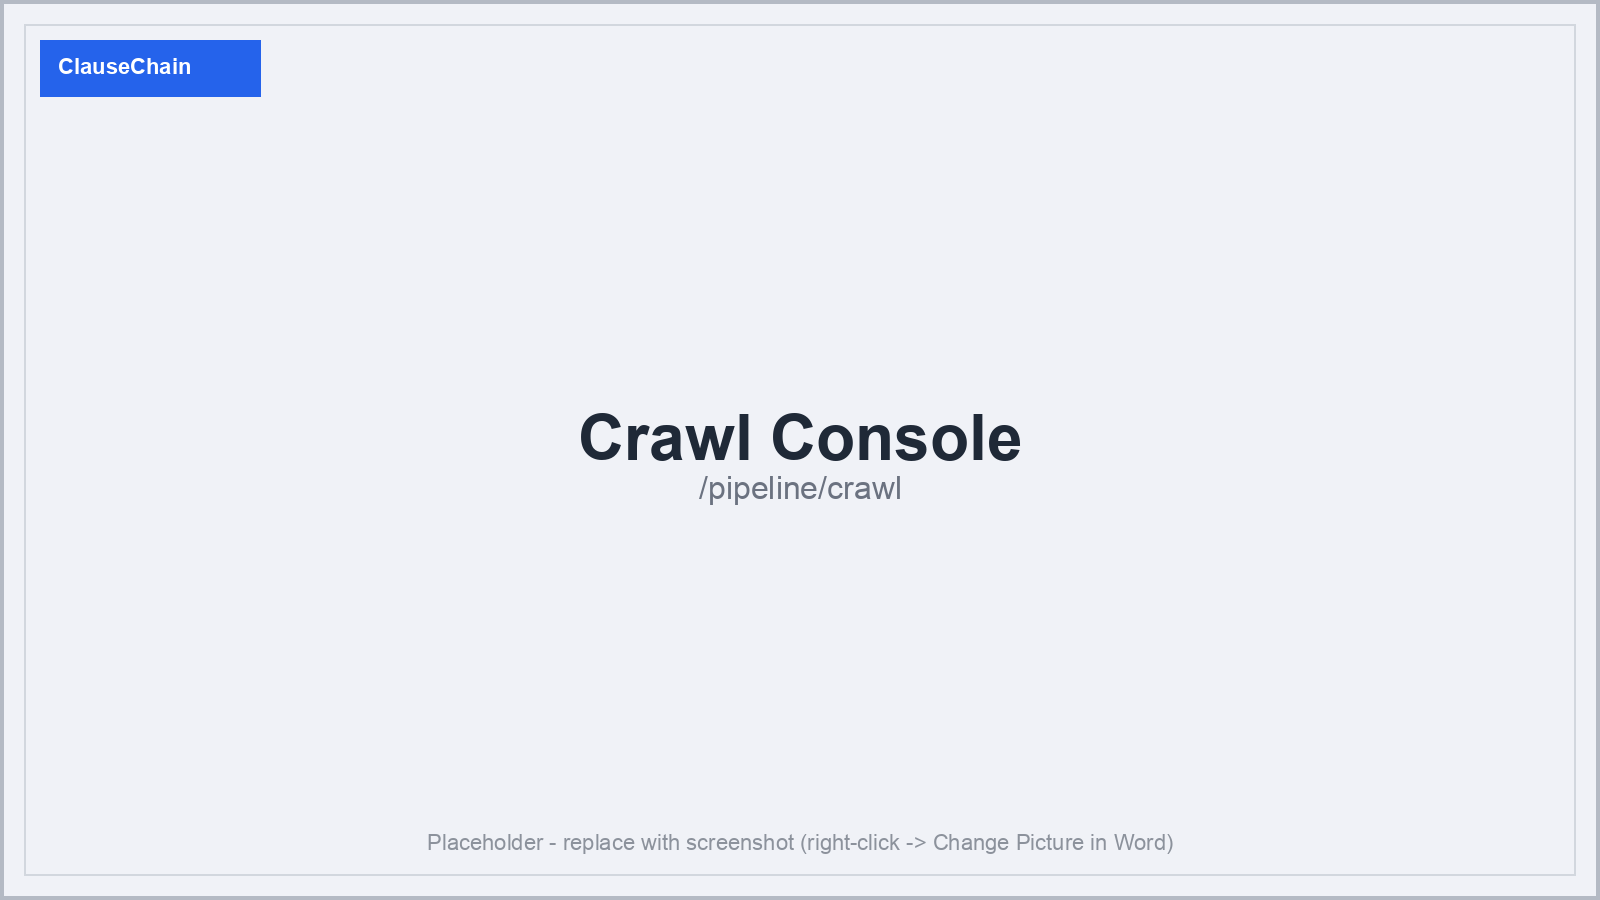 ClauseChain
Crawl Console
/pipeline/crawl
Placeholder - replace with screenshot (right-click -> Change Picture in Word)